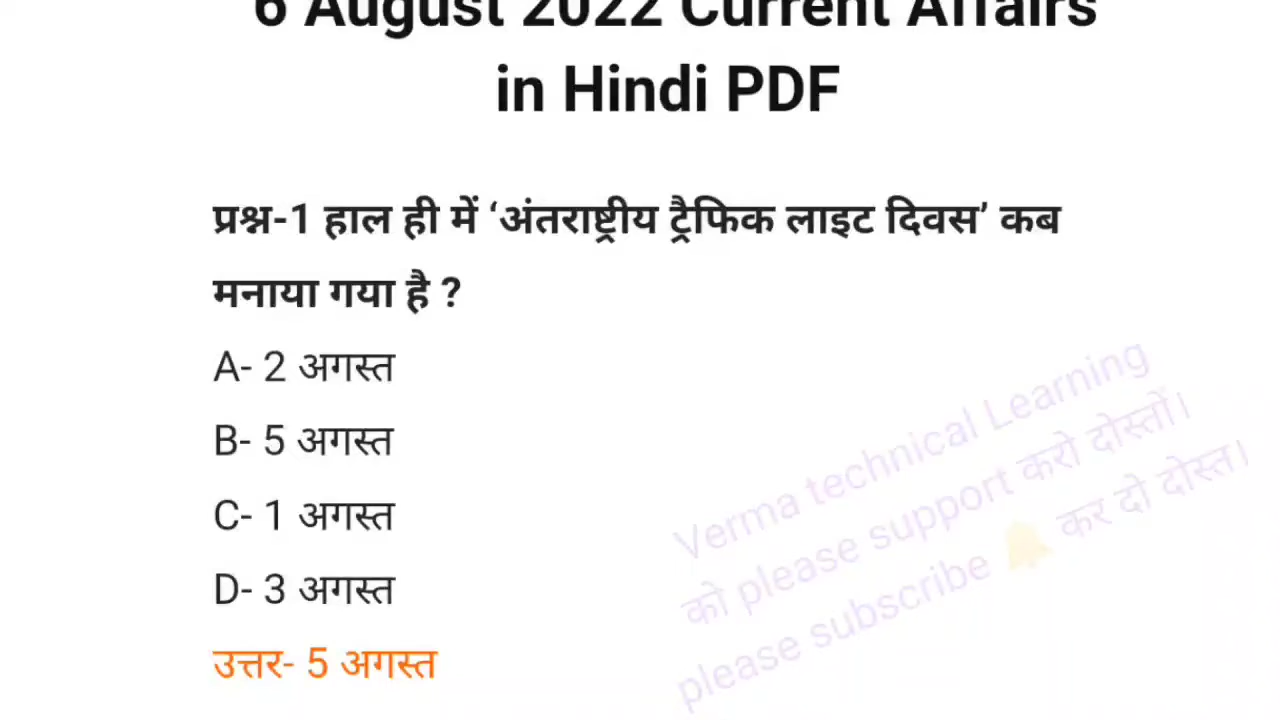 6 August 2022 Current Affairs
in Hindi PDF
प्रश्न-1 हाल ही में ‘अंतराष्ट्रीय ट्रैफिक लाइट दिवस’ कब
मनाया गया है ?
A- 2 अगस्त
B- 5 अगस्त
C- 1 अगस्त
D- 3 अगस्त
उत्तर- 5 अगस्त
Verma technical Learning
को please support करो दोस्तों।
please subscribe 🔔 कर दो दोस्त।